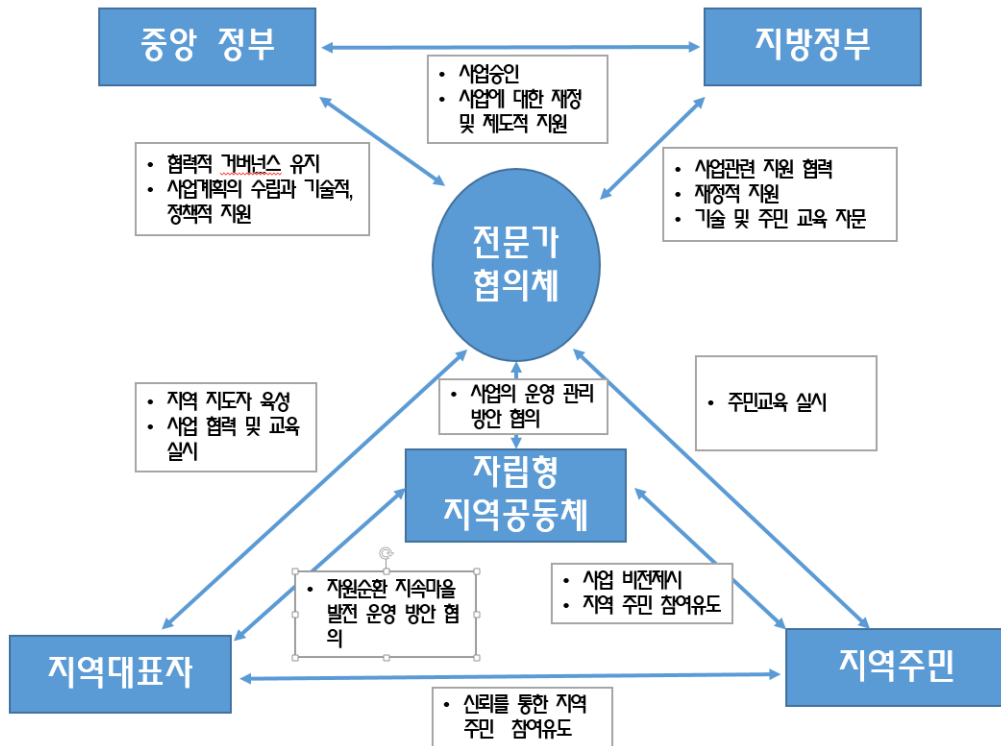 중앙 정부
지방정부
• 사업승인
• 사업에 대한 재정
및 제도적 지원
• 협력적 거버넌스 유지
• 사업계획의 수립과 기술적,
정책적 지원
• 사업관련 지원 협력
• 재정적 지원
• 기술 및 주민 교육 자문
전문가
협의체
• 지역 지도자 육성
• 사업 협력 및 교육
실시
• 사업의 운영 관리
방안 협의
• 주민교육 실시
자립형
지역공동체
• 자원순환 지속마을
발전 운영 방안 협
의
• 사업 비전제시
• 지역 주민 참여유도
지역대표자
지역주민
• 신뢰를 통한 지역
주민 참여유도